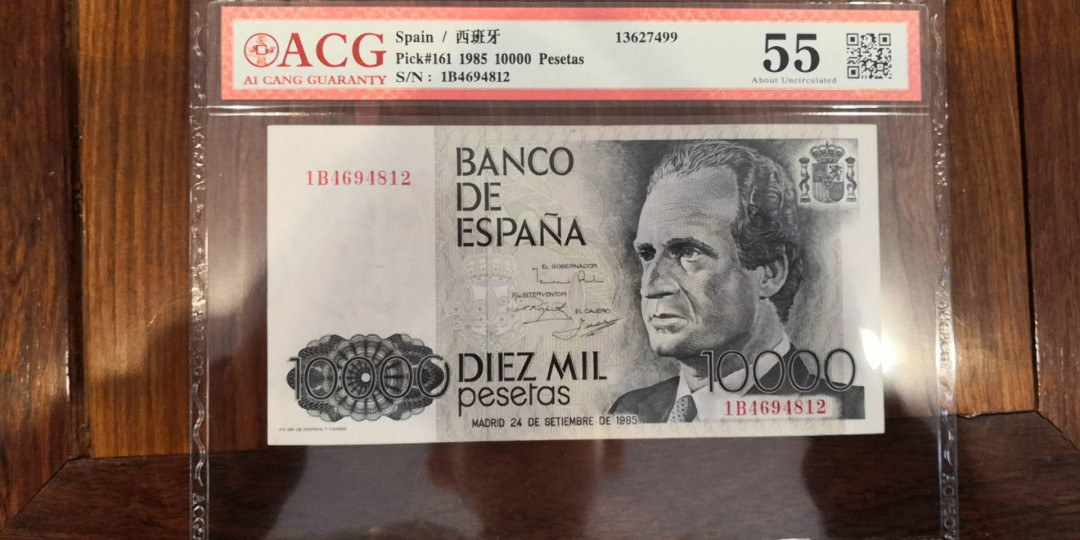 ACG
AI CANG GUARANTY
Spain / 西班牙
13627499
Pick#161 1985 10000 Pesetas
S/N : 1B4694812
55
About Uncirculated
1B4694812
BANCO
DE
ESPAÑA
EL GOBERNADOR
EL INTERVENTOR
EL CAJERO
10000
DIEZ MIL
pesetas
10000
1B4694812
MADRID 24 DE SETIEMBRE DE 1985